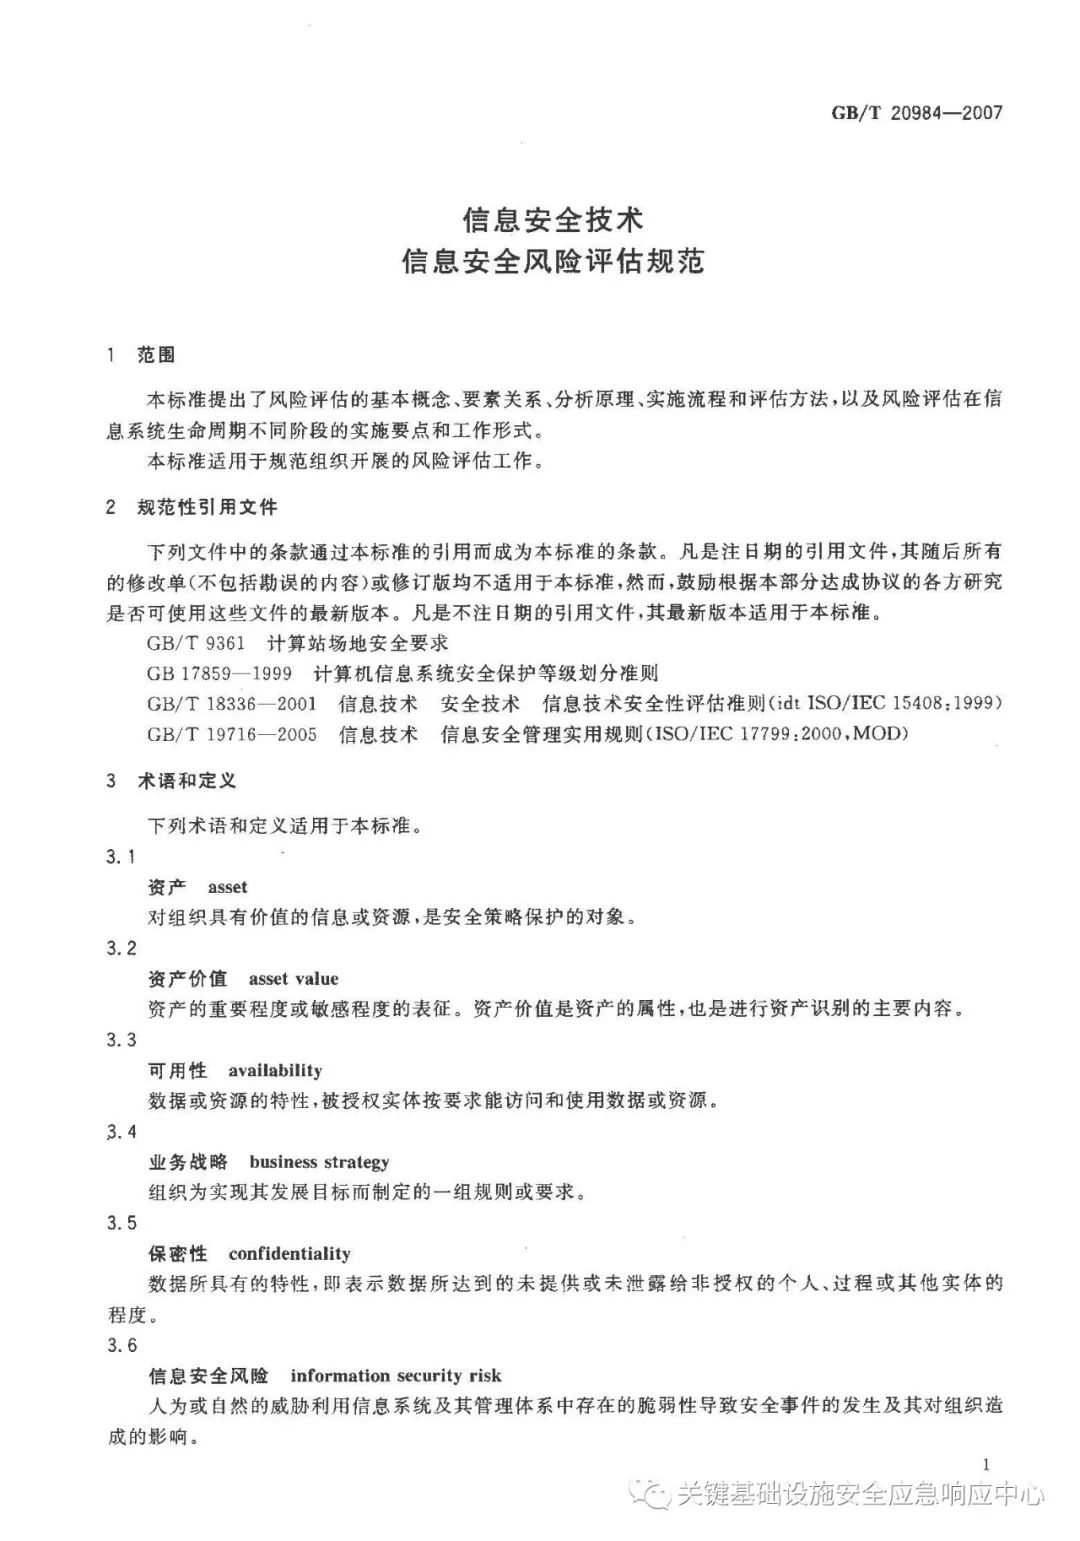 GB/T 20984—2007
信息安全技术
信息安全风险评估规范
1 范围
本标准提出了风险评估的基本概念、要素关系、分析原理、实施流程和评估方法,以及风险评估在信
息系统生命周期不同阶段的实施要点和工作形式。
本标准适用于规范组织开展的风险评估工作。
2 规范性引用文件
下列文件中的条款通过本标准的引用而成为本标准的条款。凡是注日期的引用文件,其随后所有
的修改单(不包括勘误的内容)或修订版均不适用于本标准,然而,鼓励根据本部分达成协议的各方研究
是否可使用这些文件的最新版本。凡是不注日期的引用文件,其最新版本适用于本标准。
GB/T 9361 计算站场地安全要求
GB 17859—1999 计算机信息系统安全保护等级划分准则
GB/T 18336—2001 信息技术 安全技术 信息技术安全性评估准则(idt ISO/IEC 15408:1999)
GB/T 19716—2005 信息技术 信息安全管理实用规则(ISO/IEC 17799:2000,MOD)
3 术语和定义
下列术语和定义适用于本标准。
3.1
资产 asset
对组织具有价值的信息或资源,是安全策略保护的对象。
3.2
资产价值 asset value
资产的重要程度或敏感程度的表征。资产价值是资产的属性,也是进行资产识别的主要内容。
3.3
可用性 availability
数据或资源的特性,被授权实体按要求能访问和使用数据或资源。
3.4
业务战略 business strategy
组织为实现其发展目标而制定的一组规则或要求。
3.5
保密性 confidentiality
数据所具有的特性,即表示数据所达到的未提供或未泄露给非授权的个人、过程或其他实体的
程度。
3.6
信息安全风险 information security risk
人为或自然的威胁利用信息系统及其管理体系中存在的脆弱性导致安全事件的发生及其对组织造
成的影响。
1
关键基础设施安全应急响应中心